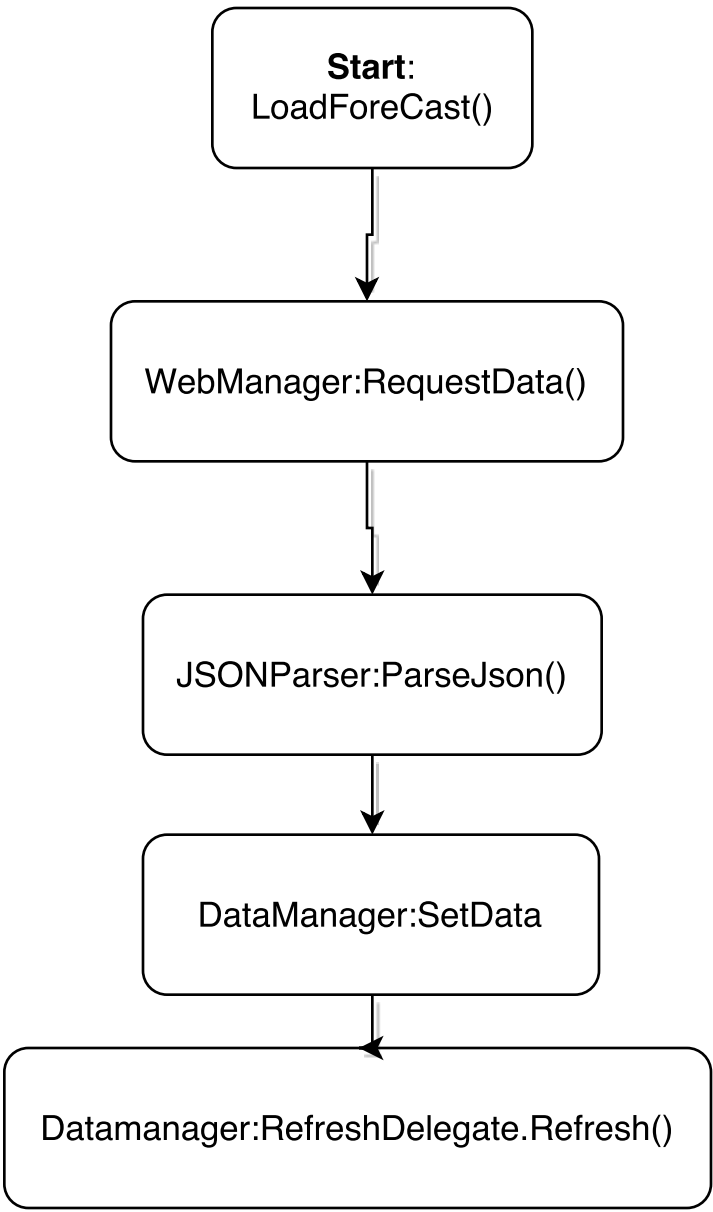 Start:
LoadForeCast()
WebManager:RequestData()
JSONParser:ParseJson()
DataManager:SetData
Datamanager:RefreshDelegate.Refresh()